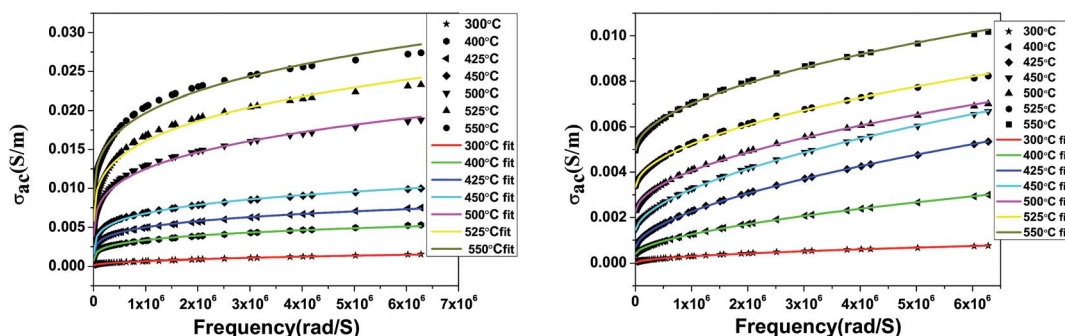 0.030
0.025
0.020
0.015
0.010
0.005
0.000
σac(S/m)
0
1x10⁶
2x10⁶
3x10⁶
4x10⁶
5x10⁶
6x10⁶
7x10⁶
Frequency(rad/S)
300°C
400°C
425°C
450°C
500°C
525°C
550°C
300°C fit
400°C fit
425°C fit
450°C fit
500°C fit
525°Cfit
550°Cfit
0.010
0.008
0.006
0.004
0.002
0.000
σac(S/m)
0
1x10⁶
2x10⁶
3x10⁶
4x10⁶
5x10⁶
6x10⁶
Frequency(rad/S)
300°C
400°C
450°C
500°C
525°C
550°C
300°C fit
400°C fit
425°C fit
450°C fit
500°C fit
525°C fit
550°C fit